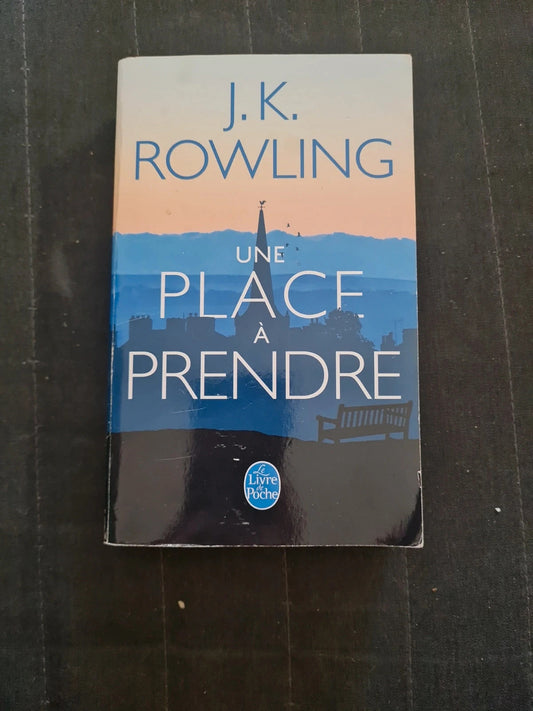 J. K.
ROWLING
UNE
PLACE
À
PRENDRE
Le
Livre
de
Poche